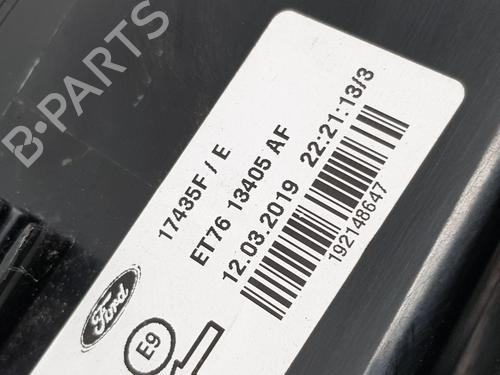 B-PARTS
17435F / E
ET76 13405 AF
12.03.2019 22:21:13/3
192148647
Ford
E9